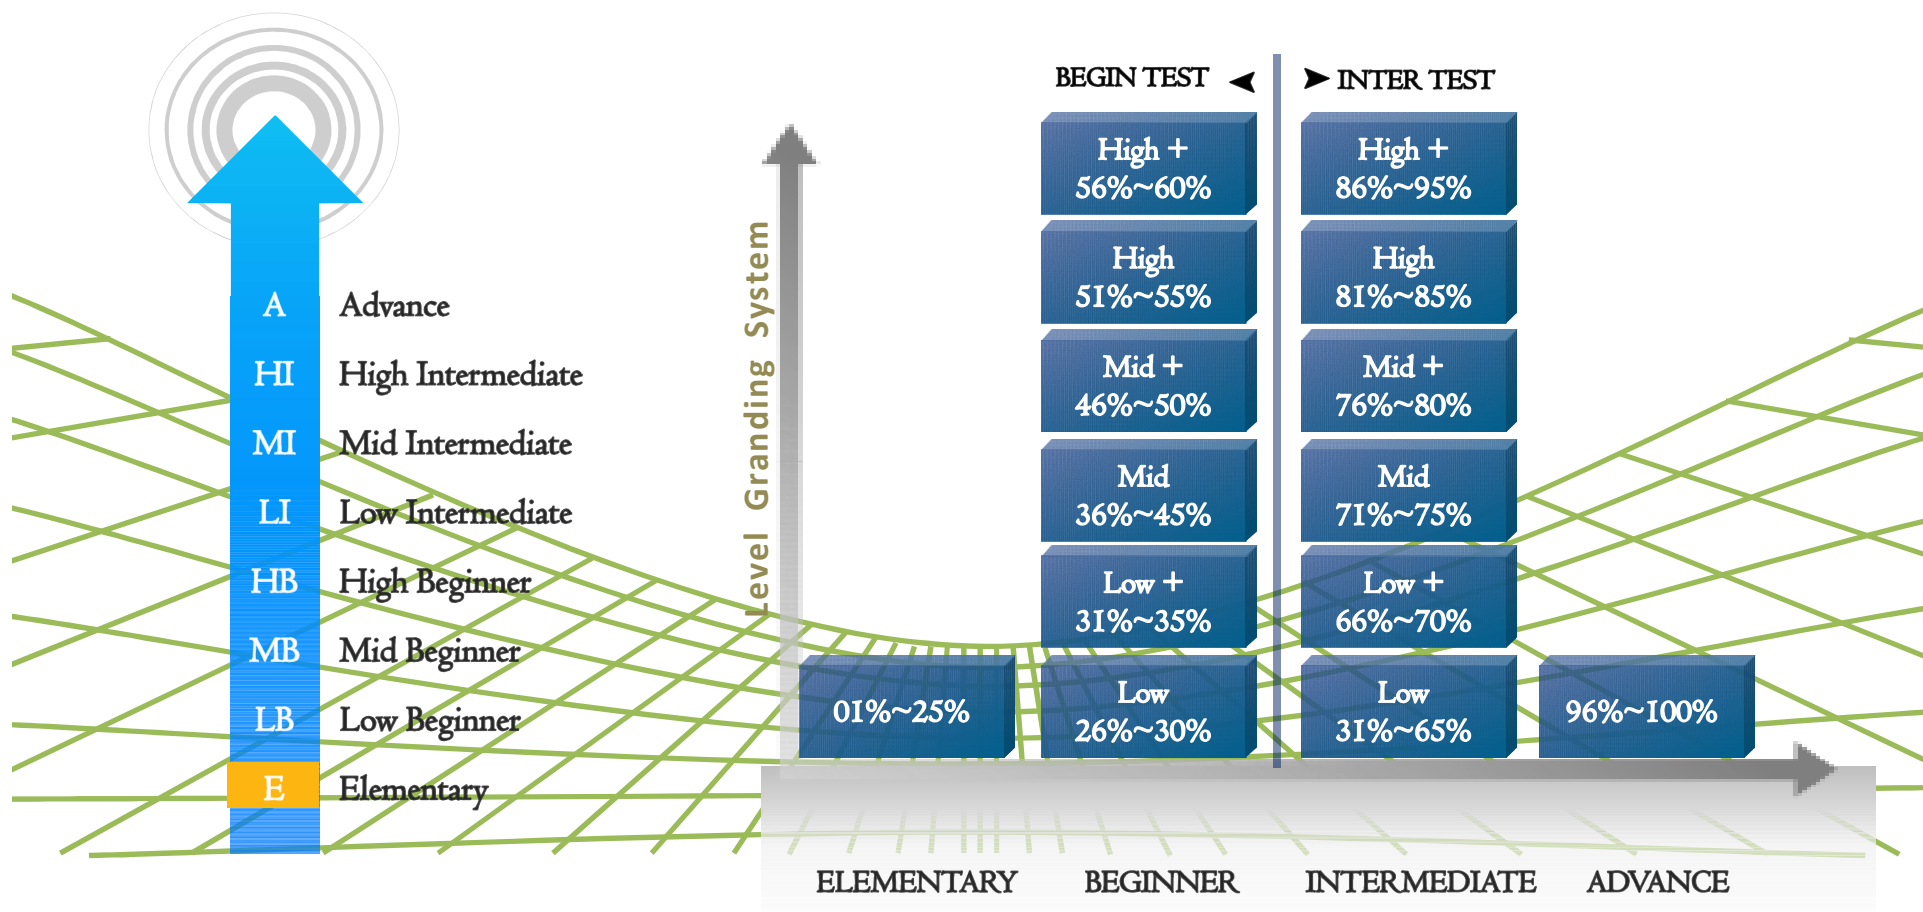 A Advance
HI High Intermediate
MI Mid Intermediate
LI Low Intermediate
HB High Beginner
MB Mid Beginner
LB Low Beginner
E Elementary
Level Granding System
BEGIN TEST
INTER TEST
High +
56%~60%
High +
86%~95%
High
51%~55%
High
81%~85%
Mid +
46%~50%
Mid +
76%~80%
Mid
36%~45%
Mid
71%~75%
Low +
31%~35%
Low +
66%~70%
01%~25%
Low
26%~30%
Low
31%~65%
96%~100%
ELEMENTARY
BEGINNER
INTERMEDIATE
ADVANCE